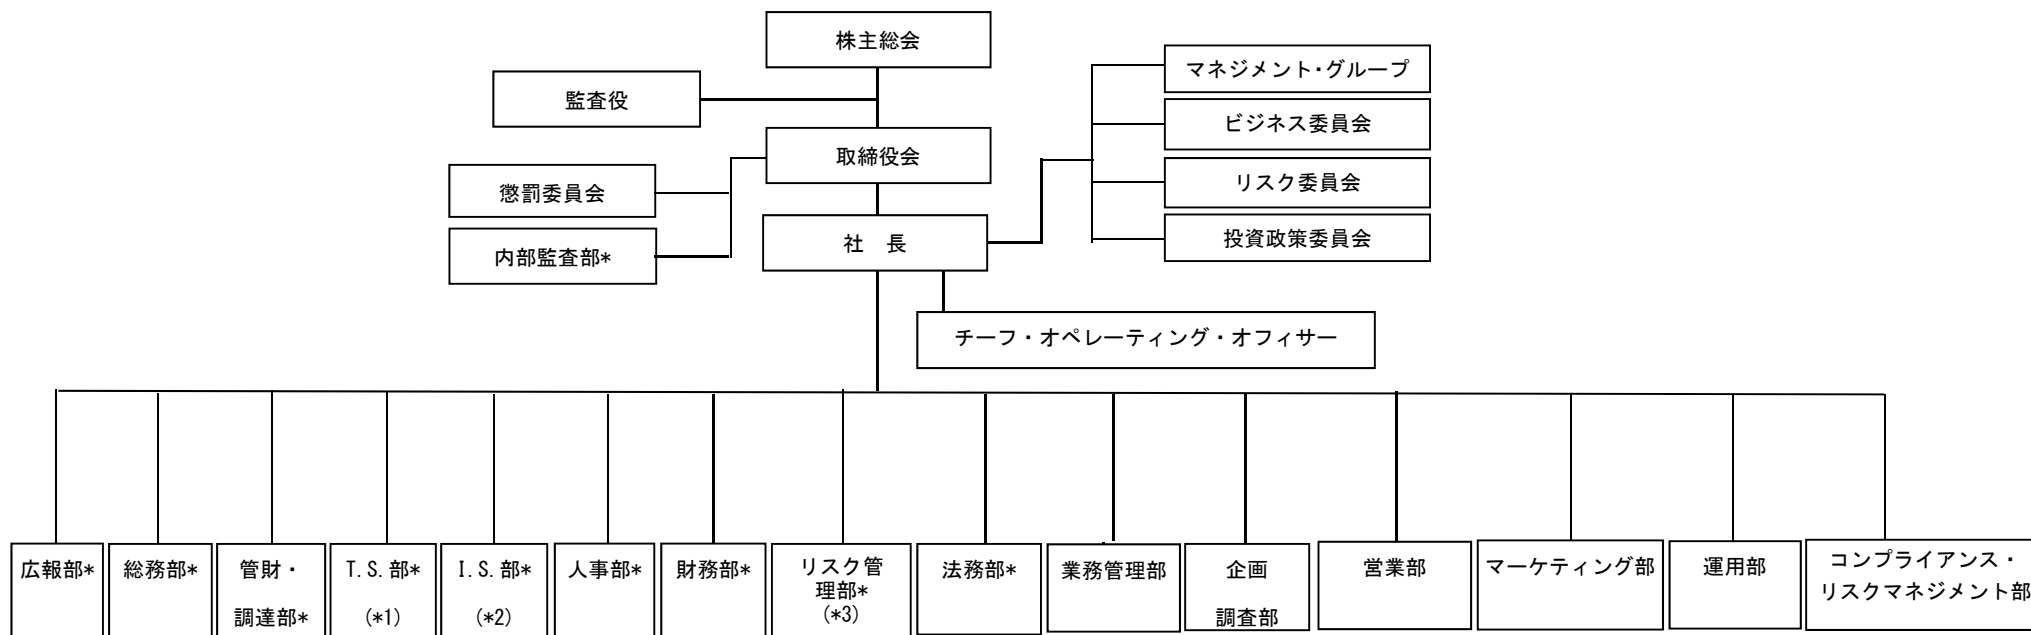 株主総会
監査役
マネジメント・グループ
ビジネス委員会
取締役会
懲罰委員会
リスク委員会
内部監査部*
社　長
投資政策委員会
チーフ・オペレーティング・オフィサー
広報部*
総務部*
管財・
調達部*
T.S.部*
(*1)
I.S.部*
(*2)
人事部*
財務部*
リスク管
理部*
(*3)
法務部*
業務管理部
企画
調査部
営業部
マーケティング部
運用部
コンプライアンス・
リスクマネジメント部